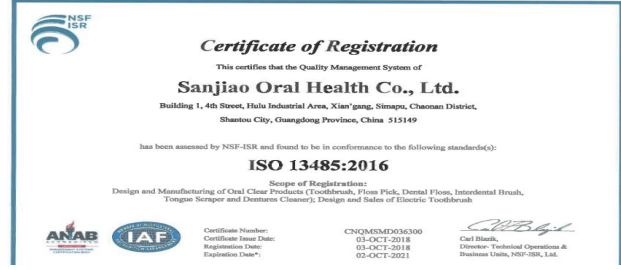 NSF
ISR
Certificate of Registration
This certifies that the Quality Management System of
Sanjiao Oral Health Co., Ltd.
Building 1, 4th Street, Hulu Industrial Area, Xian'gang, Simapu, Chaonan District,
Shantou City, Guangdong Province, China 515149
has been assessed by NSF-ISR and found to be in conformance to the following standards(s):
ISO 13485:2016
Scope of Registration:
Design and Manufacturing of Oral Clear Products (Toothbrush, Floss Pick, Dental Floss, Interdental Brush,
Tongue Scraper and Dentures Cleaner); Design and Sales of Electric Toothbrush
ANAB
ACCREDITED
IAF
Certificate Number: CNQMSMD036300
Certificate Issue Date: 03-OCT-2018
Registration Date: 03-OCT-2018
Expiration Date*: 02-OCT-2021
Carl Blazik,
Director- Technical Operations &
Business Units, NSF-ISR, Ltd.